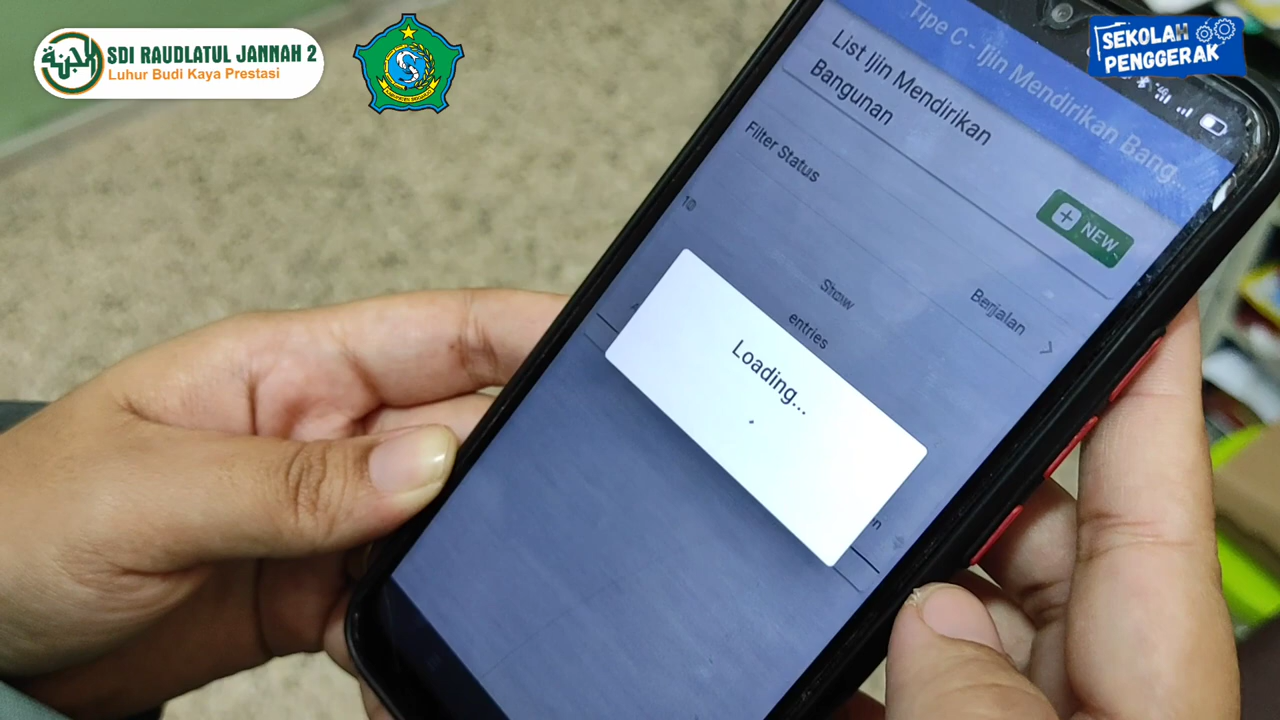 SDI RAUDLATUL JANNAH 2
Luhur Budi Kaya Prestasi
SEKOLAH
PENGGERAK
Tipe C - Ijin Mendirikan Bang...
List Ijin Mendirikan
Bangunan
NEW
Filter Status
10
Show
entries
Berjalan
Loading...